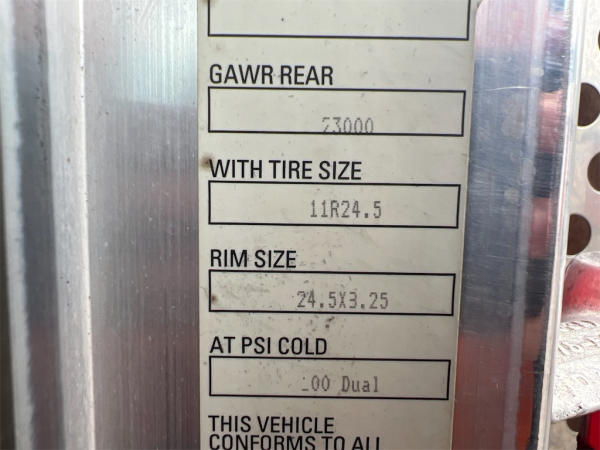 GAWR REAR
23000
WITH TIRE SIZE
11R24.5
RIM SIZE
24.5X3.25
AT PSI COLD
Dual
THIS VEHICLE
CONFORMS TO ALL